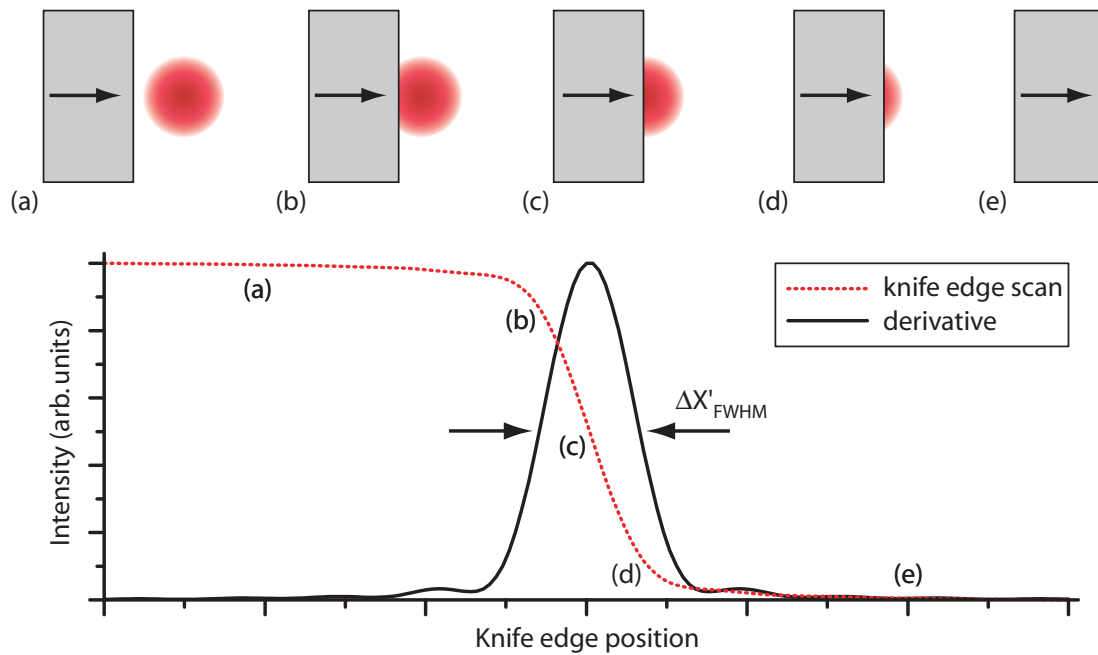 (a)
(b)
(c)
(d)
(e)
knife edge scan
derivative
(a)
(b)
ΔX'FWHM
(c)
(d)
(e)
Intensity (arb. units)
Knife edge position